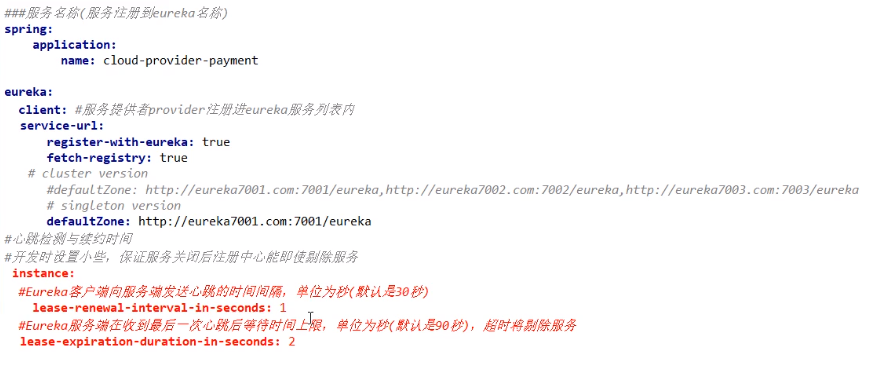 ###服务名称(服务注册到eureka名称)
spring:
application:
name: cloud-provider-payment
eureka:
client: #服务提供者provider注册进eureka服务列表内
service-url:
register-with-eureka: true
fetch-registry: true
# cluster version
#defaultZone: http://eureka7001.com:7001/eureka,http://eureka7002.com:7002/eureka,http://eureka7003.com:7003/eureka
# singleton version
defaultZone: http://eureka7001.com:7001/eureka
#心跳检测与续约时间
#开发时设置小些，保证服务关闭后注册中心能即使剔除服务
instance:
#Eureka客户端向服务端发送心跳的时间间隔，单位为秒(默认是30秒)
lease-renewal-interval-in-seconds: 1
#Eureka服务端在收到最后一次心跳后等待时间上限，单位为秒(默认是90秒)，超时将剔除服务
lease-expiration-duration-in-seconds: 2